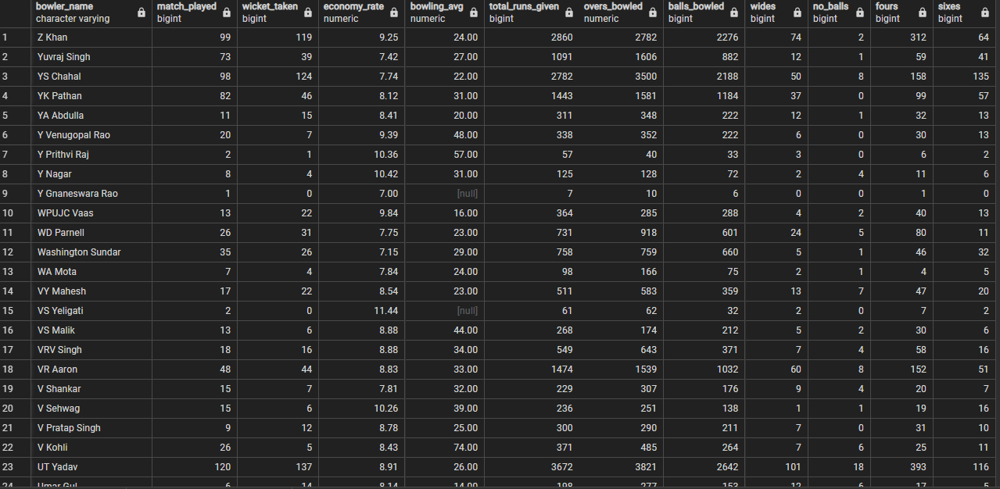 bowler_name match_played wicket_taken economy_rate bowling_avg total_runs_given overs_bowled balls_bowled wides no_balls fours sixes
character varying bigint bigint numeric numeric bigint bigint bigint bigint bigint bigint bigint
1 Z Khan 99 119 9.25 24.00 2860 2782 2276 74 2 312 64
2 Yuvraj Singh 73 39 7.42 27.00 1091 1606 882 12 1 59 41
3 YS Chahal 98 124 7.74 22.00 2782 3500 2188 50 8 158 135
4 YK Pathan 82 46 8.12 31.00 1443 1581 1184 37 0 99 57
5 YA Abdulla 11 15 8.41 20.00 311 348 222 12 1 32 13
6 Y Venugopal Rao 20 7 9.39 48.00 338 352 222 6 0 30 13
7 Y Prithvi Raj 2 1 10.36 57.00 57 40 33 3 0 6 2
8 Y Nagar 8 4 10.42 31.00 125 128 72 2 4 11 6
9 Y Gnaneswara Rao 1 0 7.00 [null] 7 10 6 0 0 1 0
10 WPUJC Vaas 13 22 9.84 16.00 364 285 288 4 2 40 13
11 WD Parnell 26 31 7.75 23.00 731 918 601 24 5 80 11
12 Washington Sundar 35 26 7.15 29.00 758 759 660 5 1 46 32
13 WA Mota 7 4 7.84 24.00 98 166 75 2 1 4 5
14 VY Mahesh 17 22 8.54 23.00 511 583 359 13 7 47 20
15 VS Yeligati 2 0 11.44 [null] 61 62 32 2 0 7 2
16 VS Malik 13 6 8.88 44.00 268 174 212 5 2 30 6
17 VRV Singh 18 16 8.88 34.00 549 643 371 7 4 58 16
18 VR Aaron 48 44 8.83 33.00 1474 1539 1032 60 8 152 51
19 V Shankar 15 7 7.81 32.00 229 307 176 9 4 20 7
20 V Sehwag 15 6 10.26 39.00 236 251 138 1 1 19 16
21 V Pratap Singh 9 12 8.78 25.00 300 290 211 7 0 31 10
22 V Kohli 26 5 8.43 74.00 371 485 264 7 6 25 11
23 UT Yadav 120 137 8.91 26.00 3672 3821 2642 101 18 393 116
24 Umar Gul 6 14 8.14 14.00 198 277 153 12 6 17 5